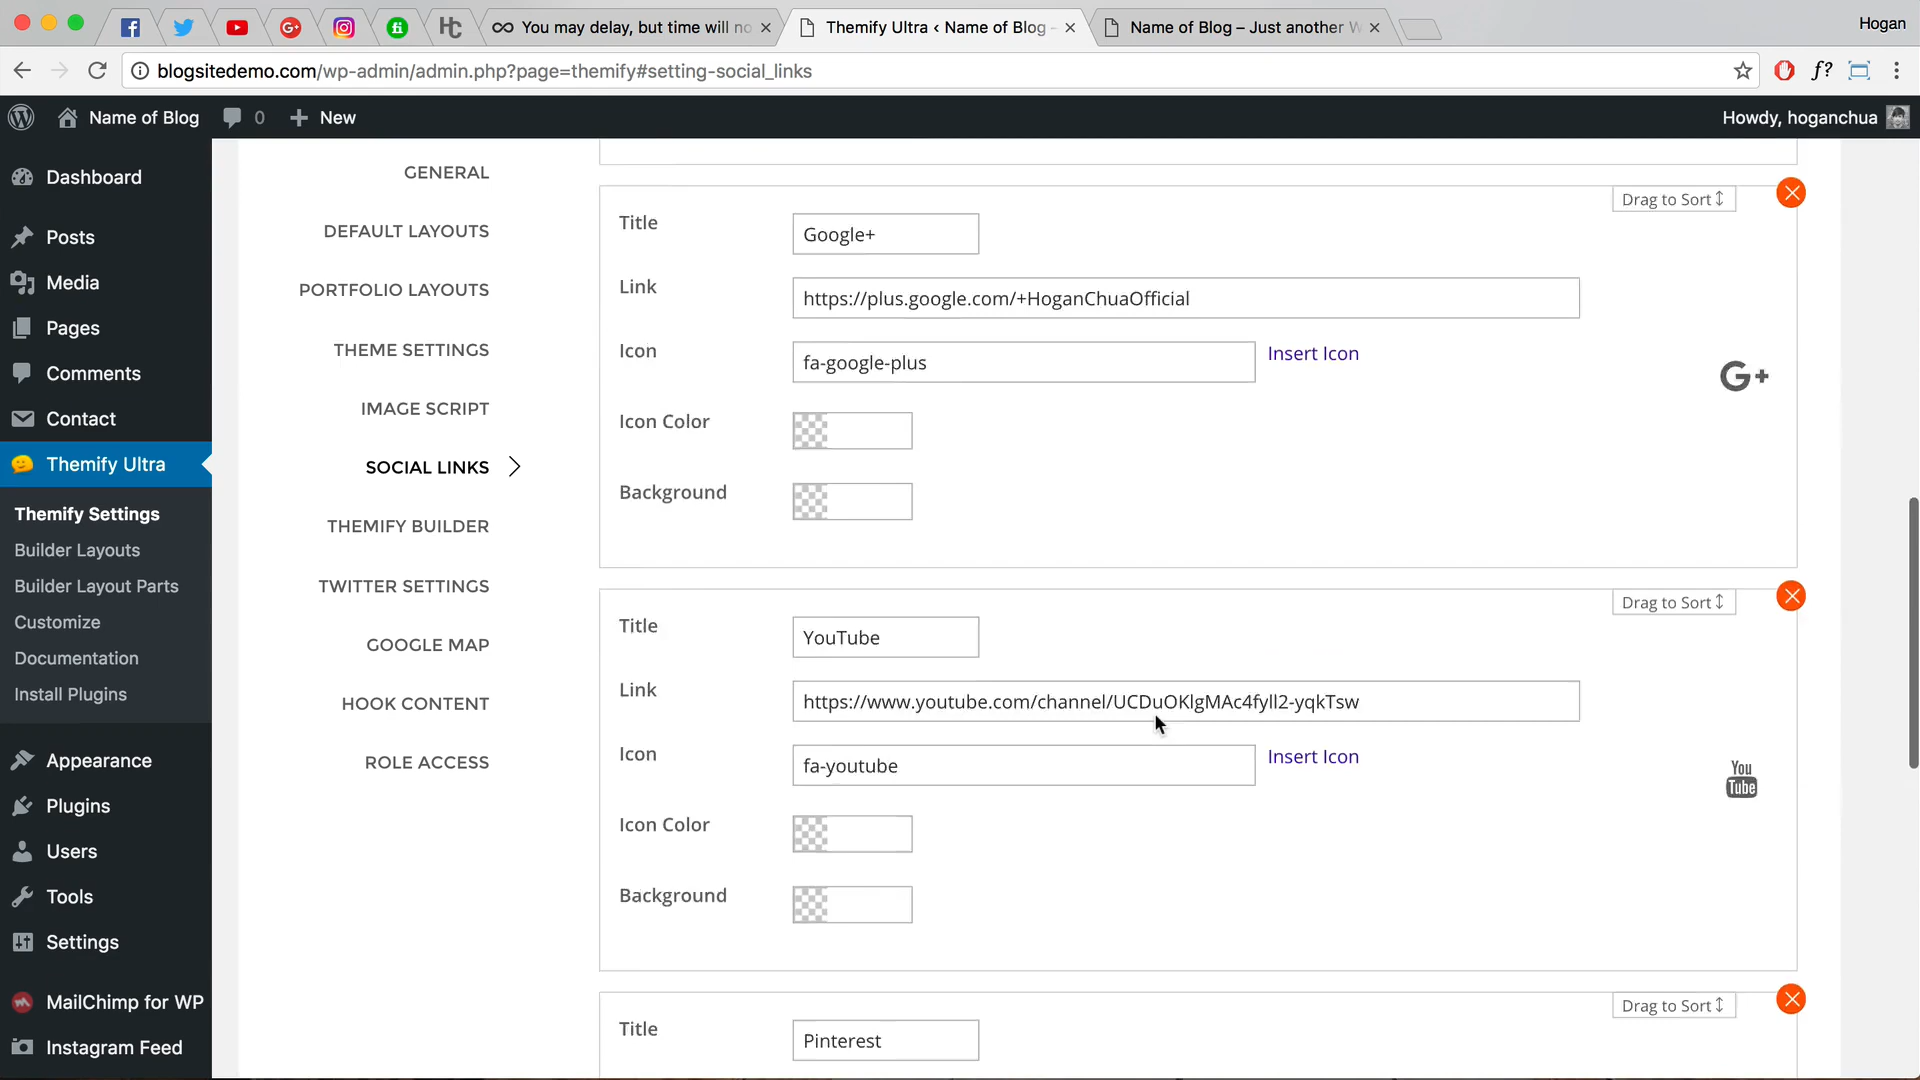 You may delay, but time will no
Themify Ultra ‹ Name of Blog -
Name of Blog – Just another W
Hogan
blogsitedemo.com/wp-admin/admin.php?page=themify#setting-social_links
f?
Name of Blog
0
New
Howdy, hoganchua
Dashboard
Posts
Media
Pages
Comments
Contact
Themify Ultra
Themify Settings
Builder Layouts
Builder Layout Parts
Customize
Documentation
Install Plugins
Appearance
Plugins
Users
Tools
Settings
MailChimp for WP
Instagram Feed
GENERAL
DEFAULT LAYOUTS
PORTFOLIO LAYOUTS
THEME SETTINGS
IMAGE SCRIPT
SOCIAL LINKS
THEMIFY BUILDER
TWITTER SETTINGS
GOOGLE MAP
HOOK CONTENT
ROLE ACCESS
Drag to Sort
Title
Google+
Link
https://plus.google.com/+HoganChuaOfficial
Icon
fa-google-plus
Insert Icon
G+
Icon Color
Background
Drag to Sort
Title
YouTube
Link
https://www.youtube.com/channel/UCDuOKlgMAc4fyll2-yqkTsw
Icon
fa-youtube
Insert Icon
You
Tube
Icon Color
Background
Drag to Sort
Title
Pinterest